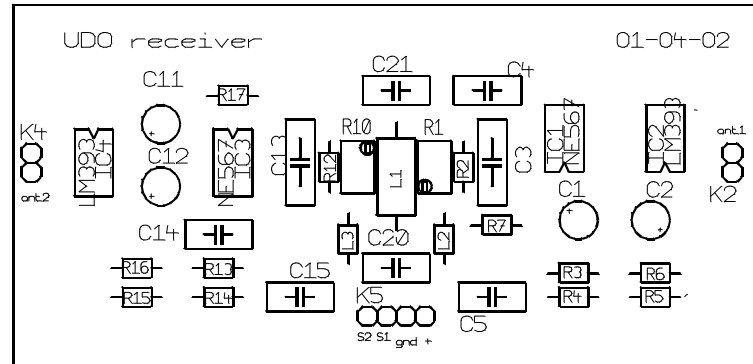 UDO receiver
01-04-02
C11
C21
C4
R17
K4
LM393
IC4
C12
NE567
IC3
C13
R12
R10
L1
R1
R2
C3
IC1
NE567
IC2
LM393
ant1
K2
ant2
C14
L3
C20
L2
R7
C1
C2
R16
R13
R15
R14
C15
K5
C5
R3
R6
R4
R5
S2 S1 gnd +